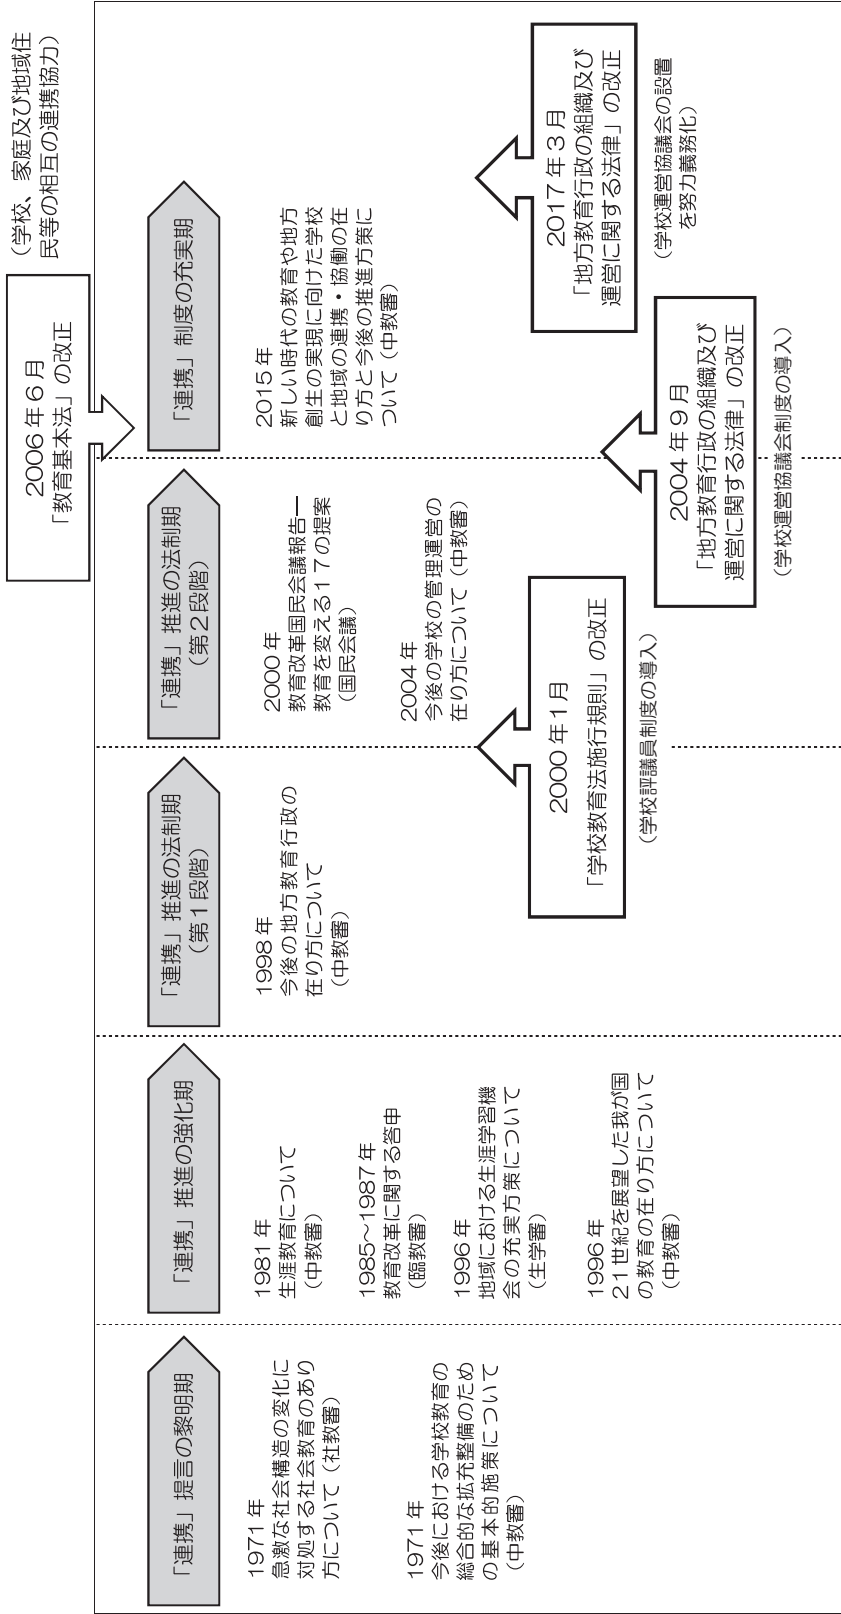 2006年6月
「教育基本法」の改正
（学校、家庭及び地域住
民等の相互の連携協力）
「連携」提言の黎明期
1971年
急激な社会構造の変化に
対処する社会教育のあり
方について（社教審）
1971年
今後における学校教育の
総合的な拡充整備のため
の基本的施策について
（中教審）
「連携」推進の強化期
1981年
生涯教育について
（中教審）
1985～1987年
教育改革に関する答申
（臨教審）
1996年
地域における生涯学習機
会の充実方策について
（生学審）
1996年
21世紀を展望した我が国
の教育の在り方について
（中教審）
「連携」推進の法制期
（第1段階）
1998年
今後の地方教育行政の
在り方について
（中教審）
「連携」推進の法制期
（第2段階）
2000年
教育改革国民会議報告―
教育を変える17の提案
（国民会議）
2004年
今後の学校の管理運営の
在り方について（中教審）
「連携」制度の充実期
2015年
新しい時代の教育や地方
創生の実現に向けた学校
と地域の連携・協働の在
り方と今後の推進方策に
ついて（中教審）
2000年1月
「学校教育法施行規則」の改正
（学校評議員制度の導入）
2004年9月
「地方教育行政の組織及び
運営に関する法律」の改正
（学校運営協議会制度の導入）
2017年3月
「地方教育行政の組織及び
運営に関する法律」の改正
（学校運営協議会の設置
を努力義務化）